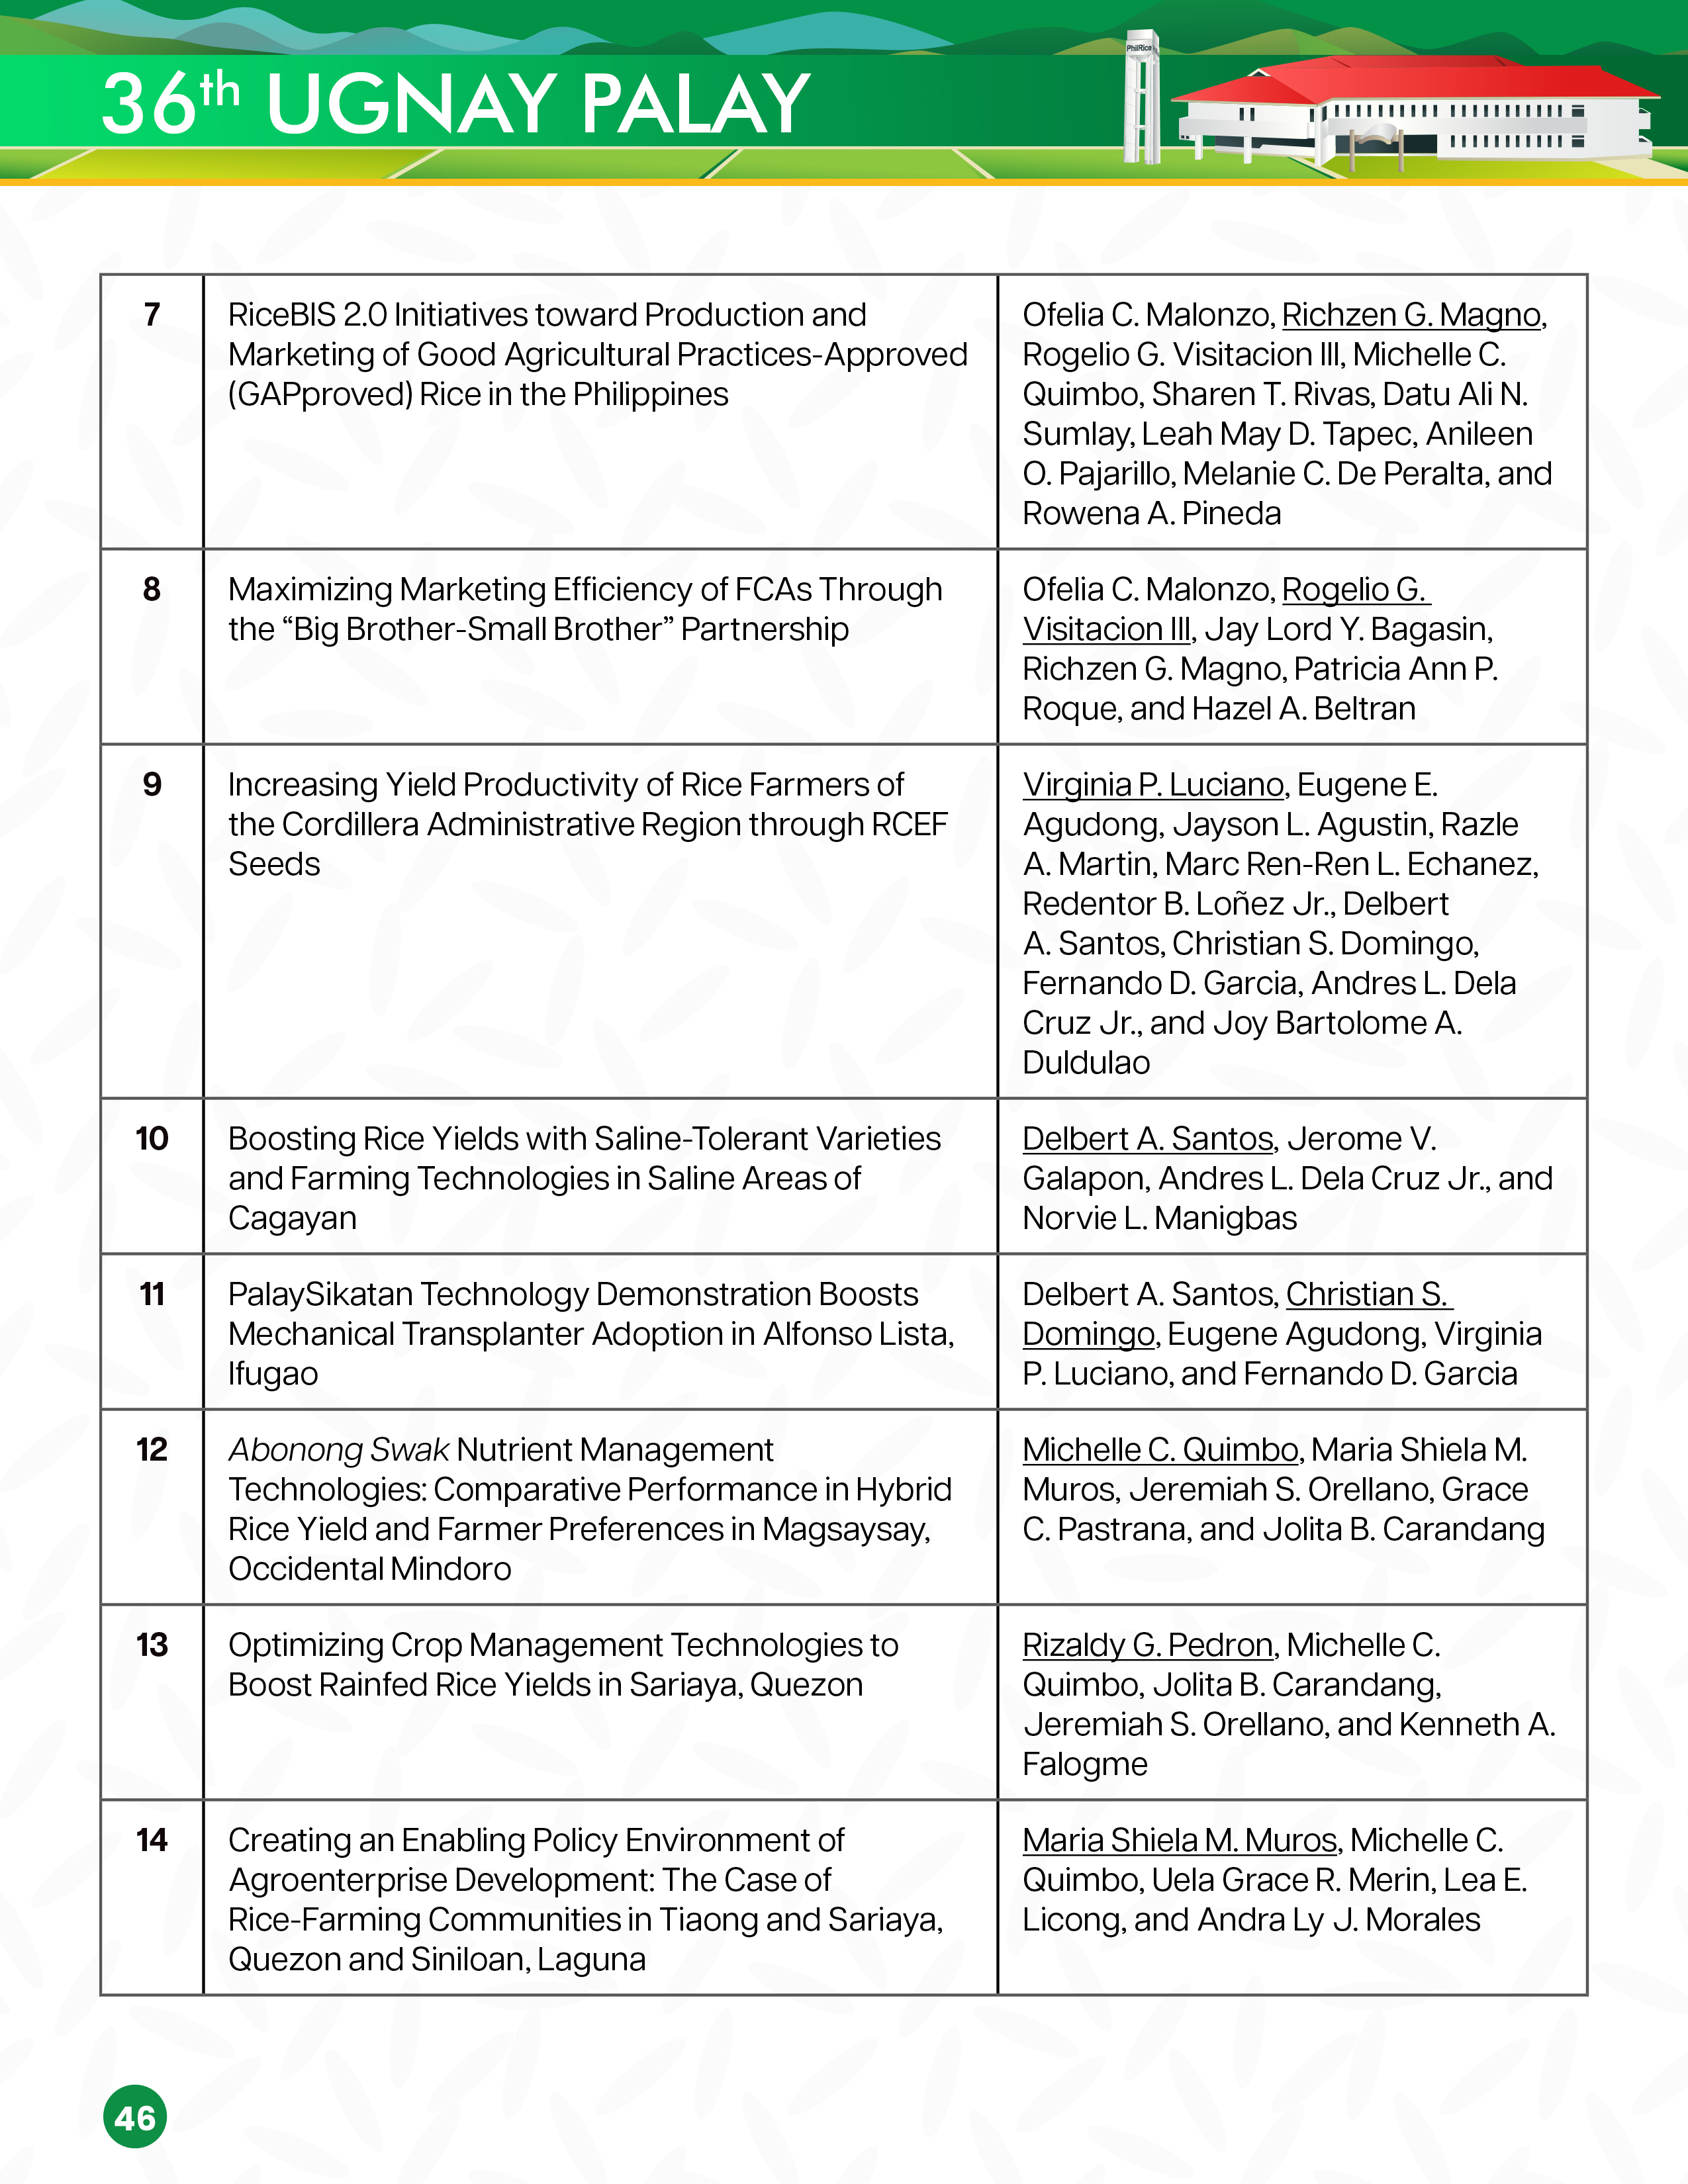 36th UGNAY PALAY
PhilRice
7
RiceBIS 2.0 Initiatives toward Production and
Marketing of Good Agricultural Practices-Approved
(GAPproved) Rice in the Philippines
Ofelia C. Malonzo, Richzen G. Magno,
Rogelio G. Visitacion III, Michelle C.
Quimbo, Sharen T. Rivas, Datu Ali N.
Sumlay, Leah May D. Tapec, Anileen
O. Pajarillo, Melanie C. De Peralta, and
Rowena A. Pineda
8
Maximizing Marketing Efficiency of FCAs Through
the “Big Brother-Small Brother” Partnership
Ofelia C. Malonzo, Rogelio G.
Visitacion III, Jay Lord Y. Bagasin,
Richzen G. Magno, Patricia Ann P.
Roque, and Hazel A. Beltran
9
Increasing Yield Productivity of Rice Farmers of
the Cordillera Administrative Region through RCEF
Seeds
Virginia P. Luciano, Eugene E.
Agudong, Jayson L. Agustin, Razle
A. Martin, Marc Ren-Ren L. Echanez,
Redentor B. Loñez Jr., Delbert
A. Santos, Christian S. Domingo,
Fernando D. Garcia, Andres L. Dela
Cruz Jr., and Joy Bartolome A.
Duldulao
10
Boosting Rice Yields with Saline-Tolerant Varieties
and Farming Technologies in Saline Areas of
Cagayan
Delbert A. Santos, Jerome V.
Galapon, Andres L. Dela Cruz Jr., and
Norvie L. Manigbas
11
PalaySikatan Technology Demonstration Boosts
Mechanical Transplanter Adoption in Alfonso Lista,
Ifugao
Delbert A. Santos, Christian S.
Domingo, Eugene Agudong, Virginia
P. Luciano, and Fernando D. Garcia
12
Abonong Swak Nutrient Management
Technologies: Comparative Performance in Hybrid
Rice Yield and Farmer Preferences in Magsaysay,
Occidental Mindoro
Michelle C. Quimbo, Maria Shiela M.
Muros, Jeremiah S. Orellano, Grace
C. Pastrana, and Jolita B. Carandang
13
Optimizing Crop Management Technologies to
Boost Rainfed Rice Yields in Sariaya, Quezon
Rizaldy G. Pedron, Michelle C.
Quimbo, Jolita B. Carandang,
Jeremiah S. Orellano, and Kenneth A.
Falogme
14
Creating an Enabling Policy Environment of
Agroenterprise Development: The Case of
Rice-Farming Communities in Tiaong and Sariaya,
Quezon and Siniloan, Laguna
Maria Shiela M. Muros, Michelle C.
Quimbo, Uela Grace R. Merin, Lea E.
Licong, and Andra Ly J. Morales
46